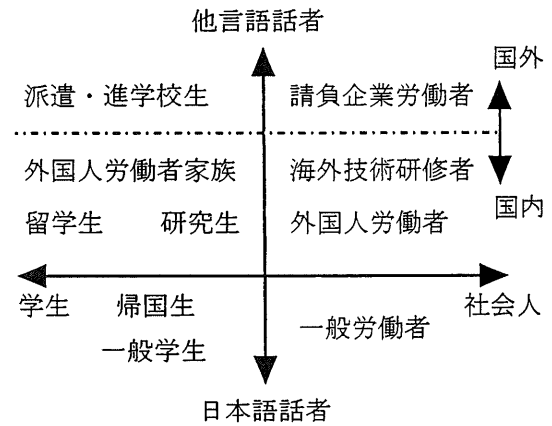 他言語話者
国外
派遣・進学校生 請負企業労働者
外国人労働者家族 海外技術研修者
国内
留学生 研究生 外国人労働者
学生 帰国生 社会人
一般労働者
一般学生
日本語話者